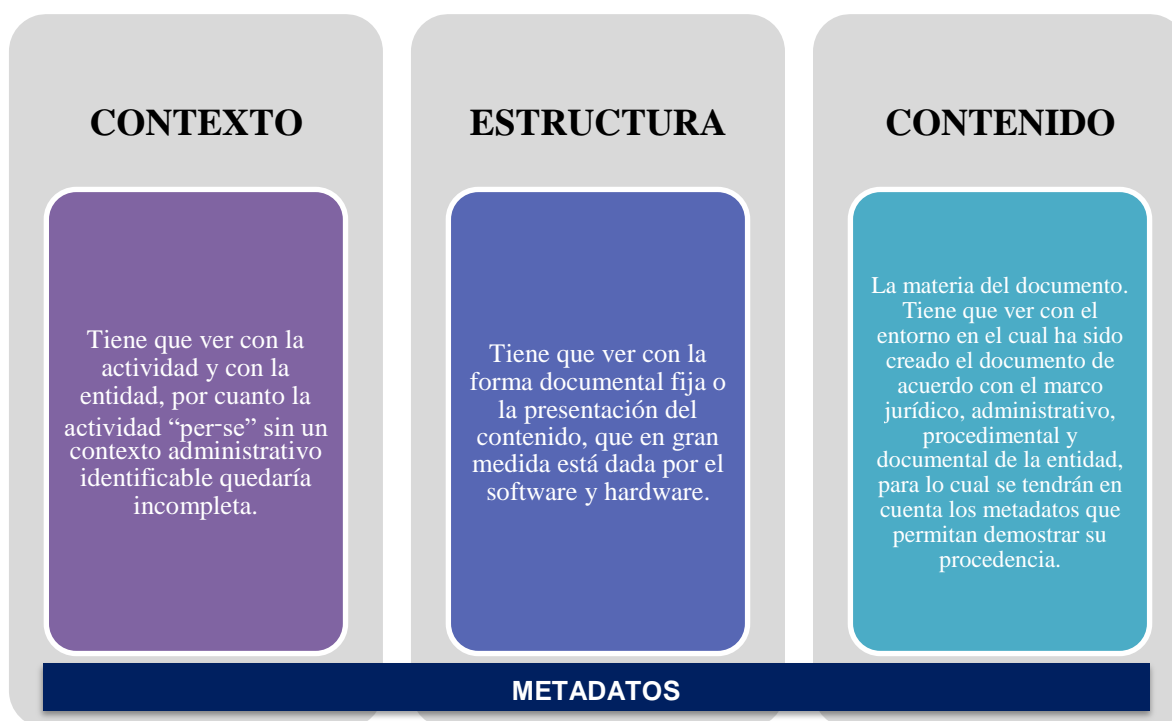 CONTEXTO
Tiene que ver con la
actividad y con la
entidad, por cuanto la
actividad “per-se” sin un
contexto administrativo
identificable quedaría
incompleta.
ESTRUCTURA
Tiene que ver con la
forma documental fija o
la presentación del
contenido, que en gran
medida está dada por el
software y hardware.
CONTENIDO
La materia del documento.
Tiene que ver con el
entorno en el cual ha sido
creado el documento de
acuerdo con el marco
jurídico, administrativo,
procedimental y
documental de la entidad,
para lo cual se tendrán en
cuenta los metadatos que
permitan demostrar su
procedencia.
METADATOS